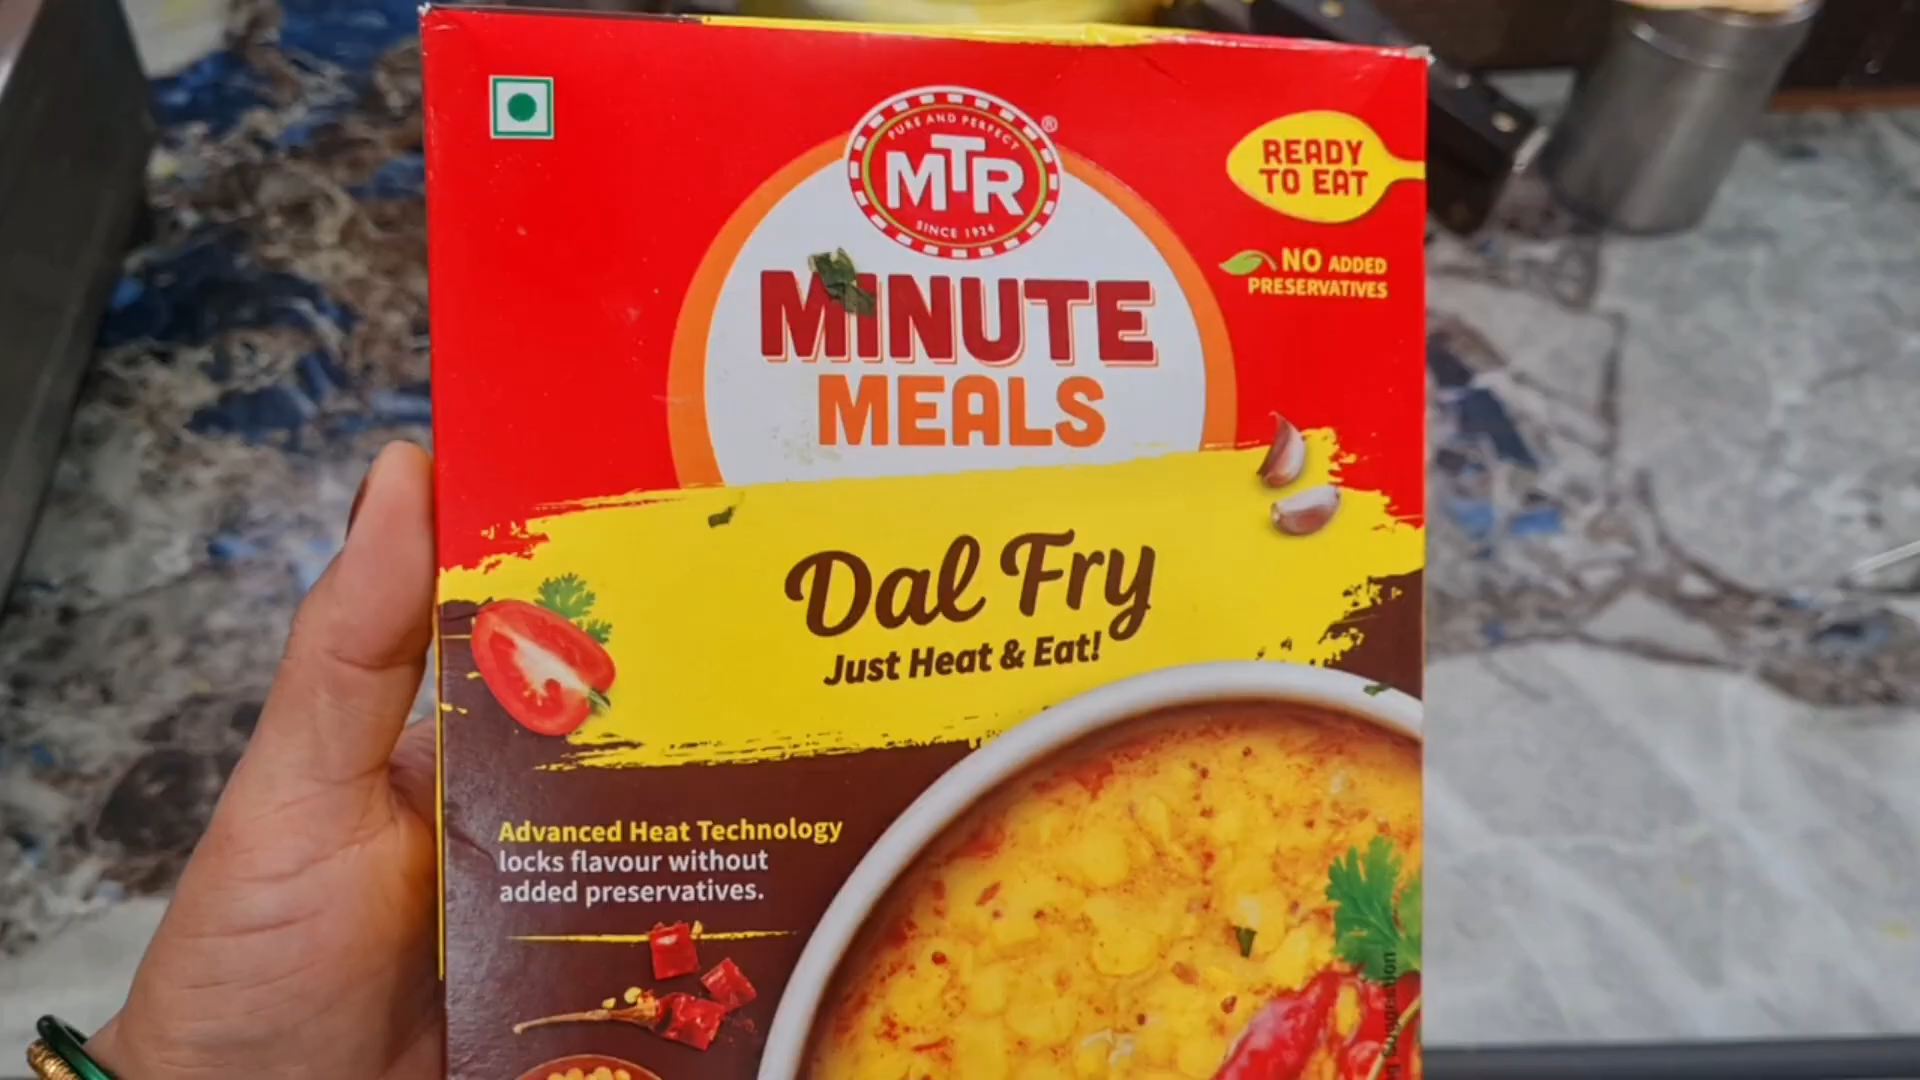 PURE AND PERFECT
MTR
®
SINCE 1924
READY
TO EAT
NO ADDED
PRESERVATIVES
MINUTE
MEALS
Dal Fry
Just Heat & Eat!
Advanced Heat Technology
locks flavour without
added preservatives.